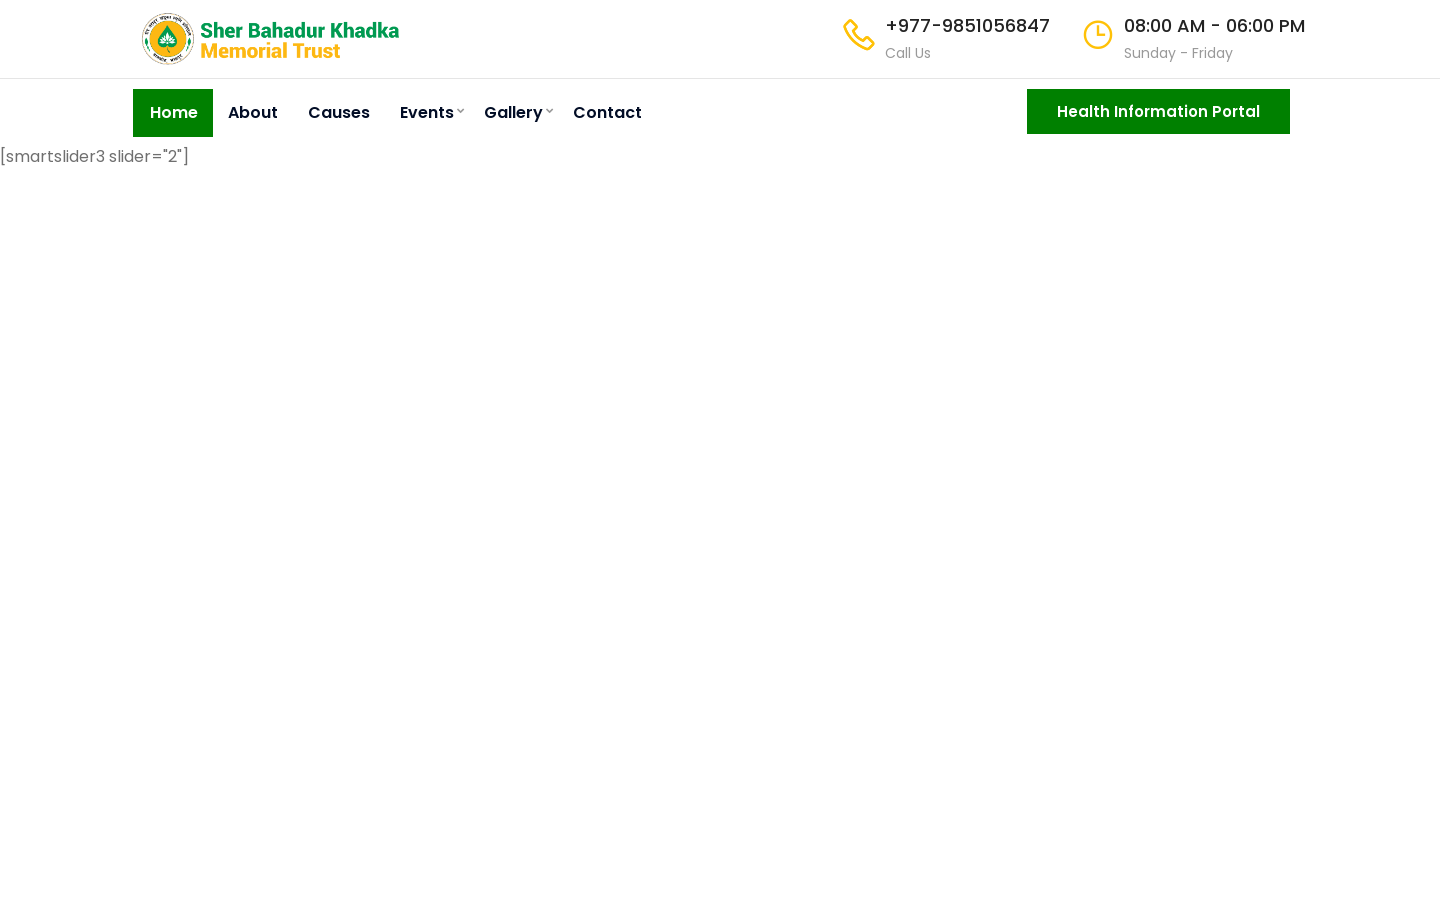 Sher Bahadur Khadka
Memorial Trust
+977-9851056847
Call Us
08:00 AM - 06:00 PM
Sunday - Friday
Home
About
Causes
Events
Gallery
Contact
Health Information Portal
[smartslider3 slider="2"]